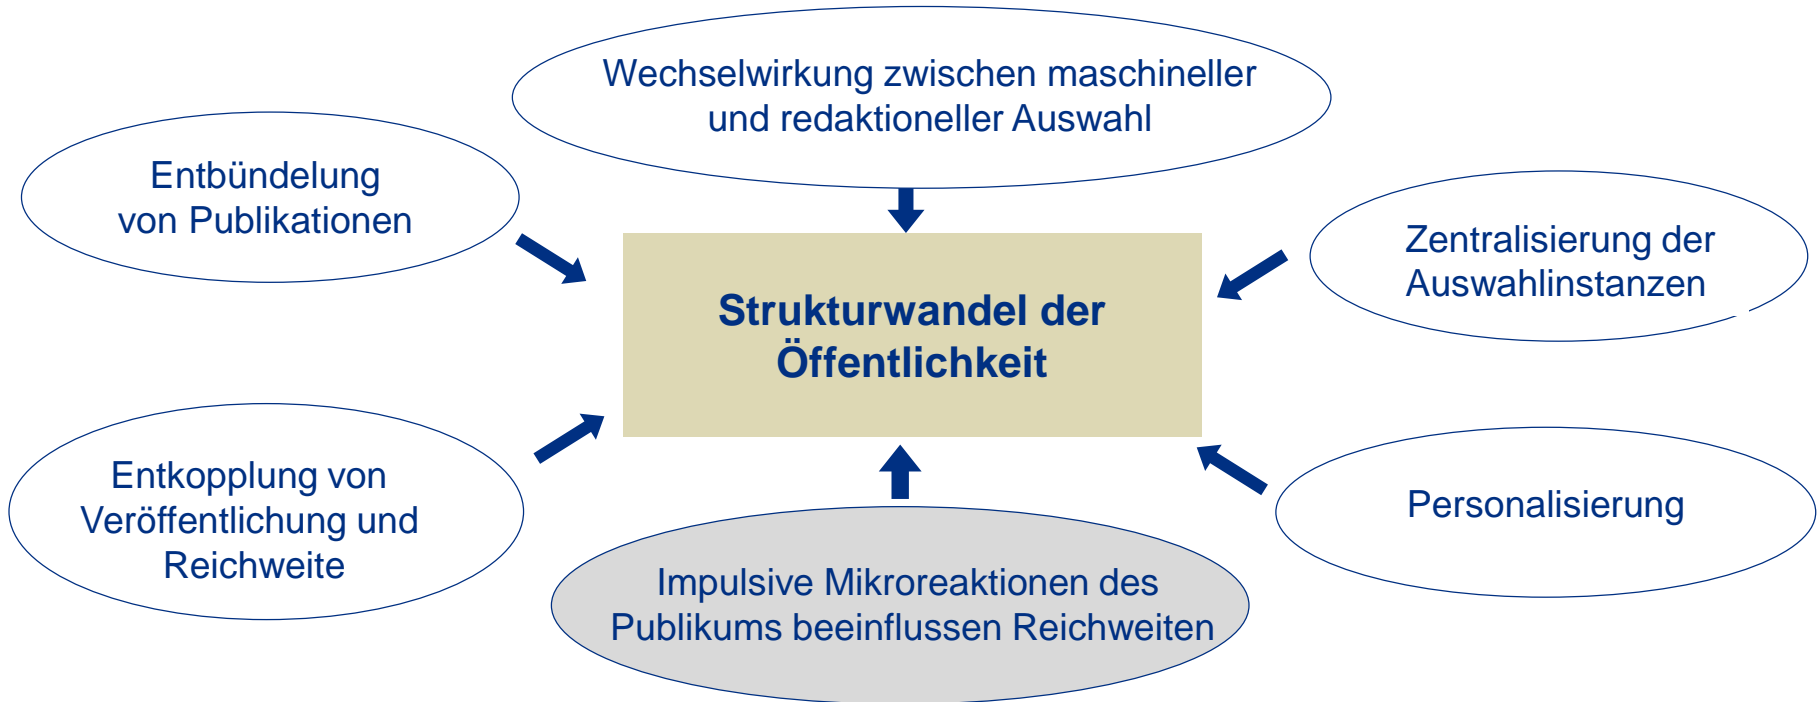 Wechselwirkung zwischen maschineller
und redaktioneller Auswahl
Entbündelung
von Publikationen
Zentralisierung der
Auswahlinstanzen
Strukturwandel der
Öffentlichkeit
Entkopplung von
Veröffentlichung und
Reichweite
Personalisierung
Impulsive Mikroreaktionen des
Publikums beeinflussen Reichweiten